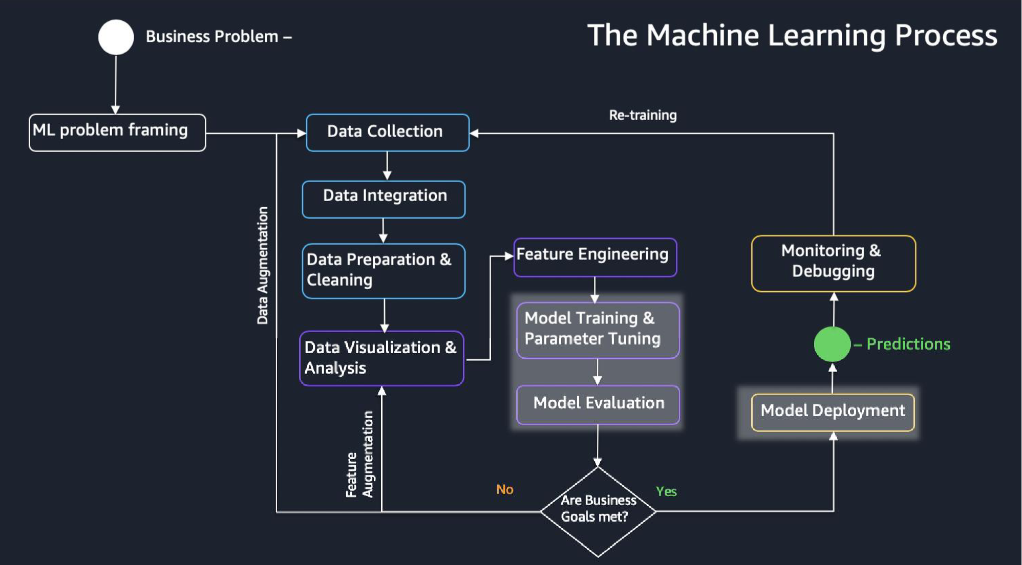 The Machine Learning Process
Business Problem –
ML problem framing
Data Collection
Re-training
Data Integration
Data Augmentation
Data Preparation &
Cleaning
Feature Engineering
Monitoring &
Debugging
Model Training &
Parameter Tuning
Data Visualization &
Analysis
– Predictions
Model Evaluation
Model Deployment
Feature
Augmentation
No
Yes
Are Business
Goals met?